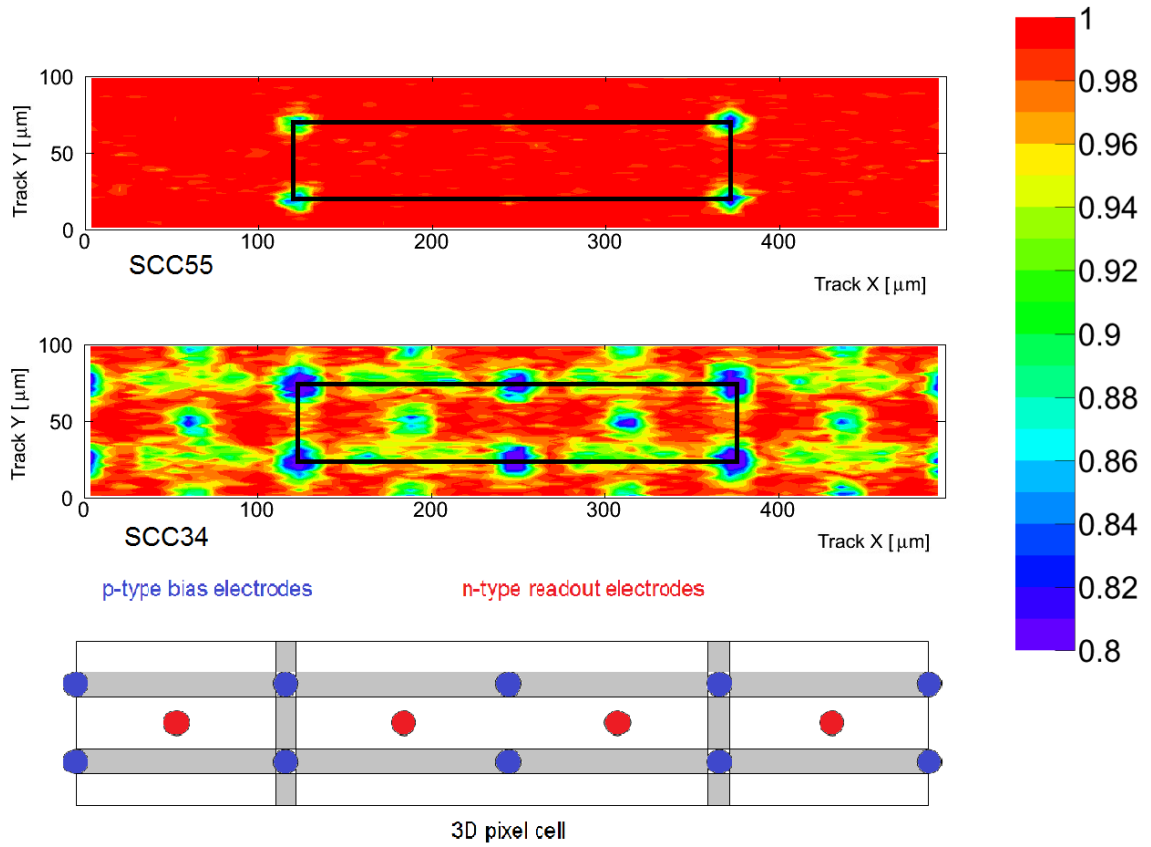 1
0.98
0.96
0.94
0.92
0.9
0.88
0.86
0.84
0.82
0.8
Track Y [μm]
100
50
0
0 100 200 300 400
SCC55
Track X [μm]
Track Y [μm]
100
50
0
0 100 200 300 400
SCC34
Track X [μm]
p-type bias electrodes n-type readout electrodes
3D pixel cell